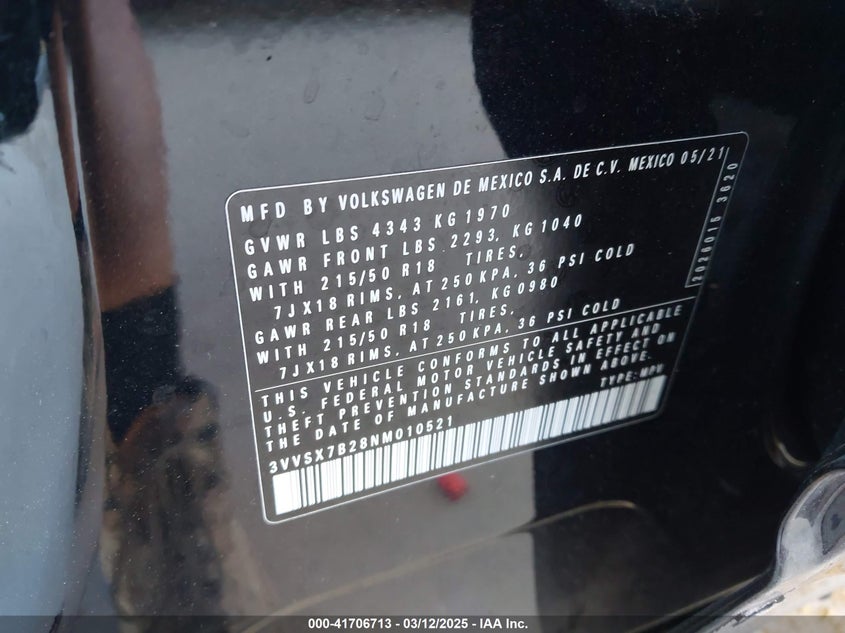 MFD BY VOLKSWAGEN DE MEXICO S.A. DE C.V. MEXICO 05/21
GVWR LBS 4343 KG 1970
GAWR FRONT LBS 2293, KG 1040
WITH 215/50 R18 TIRES,
7JX18 RIMS, AT 250 KPA, 36 PSI COLD
GAWR REAR LBS 2161, KG 0980
WITH 215/50 R18 TIRES,
7JX18 RIMS, AT 250 KPA, 36 PSI COLD
2020016 3620
THIS VEHICLE CONFORMS TO ALL APPLICABLE
U.S. FEDERAL MOTOR VEHICLE SAFETY AND
THEFT PREVENTION STANDARDS IN EFFECT ON
THE DATE OF MANUFACTURE SHOWN ABOVE.
TYPE: MPV
3VVSX7B28NM010521
000-41706713 - 03/12/2025 - IAA Inc.